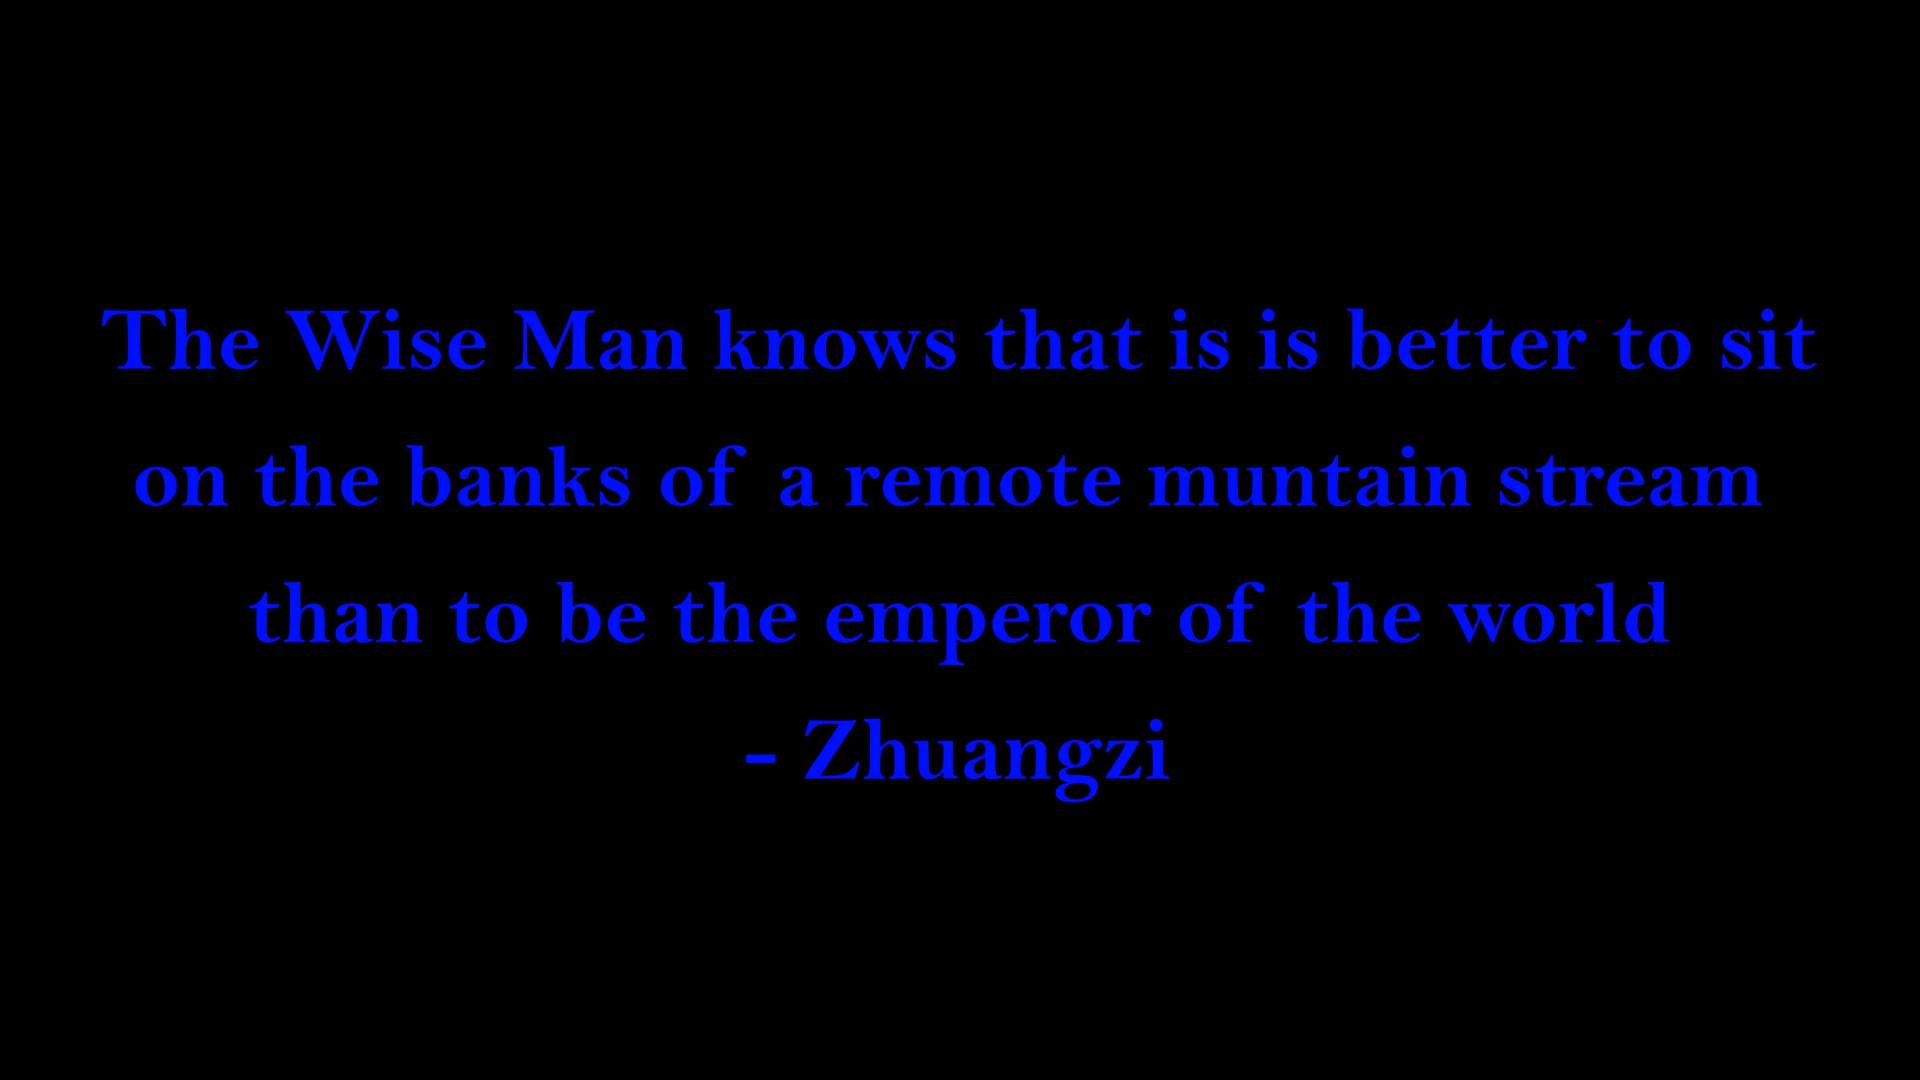 The Wise Man knows that is is better to sit
on the banks of a remote muntain stream
than to be the emperor of the world
- Zhuangzi